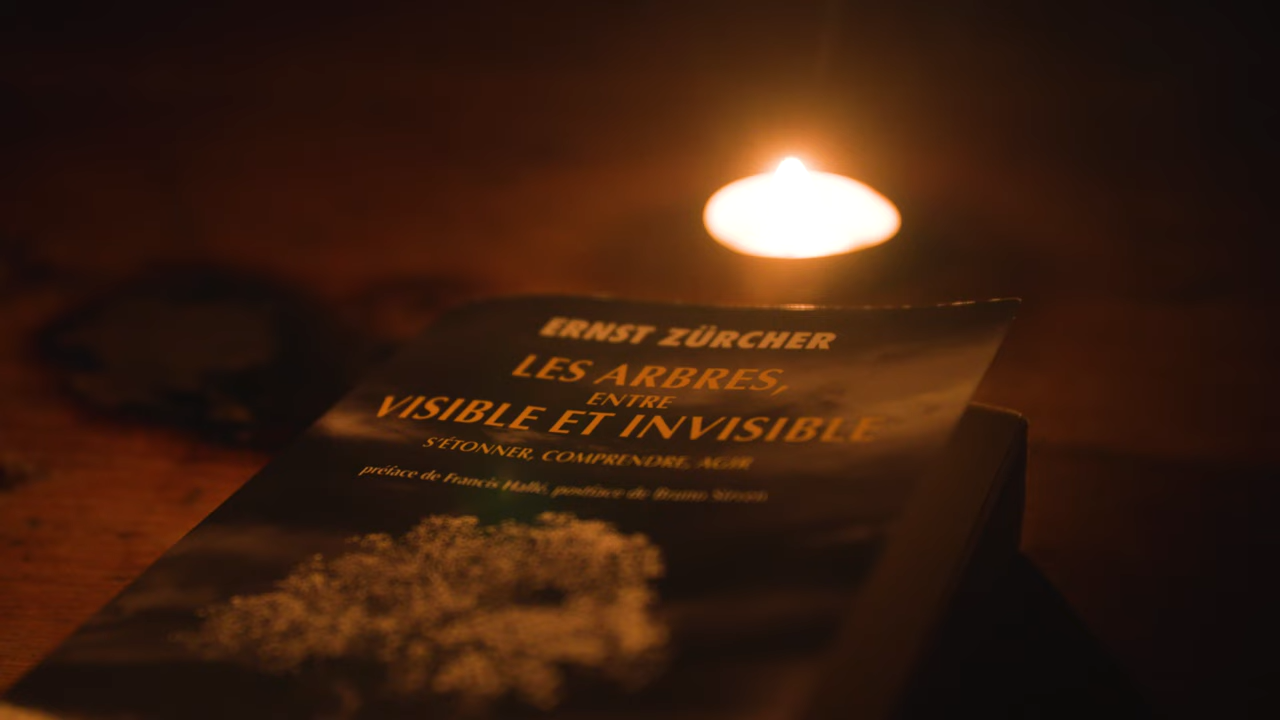 ERNST ZÜRCHER
LES ARBRES,
ENTRE
VISIBLE ET INVISIBLE
S'ÉTONNER, COMPRENDRE, AGIR
préface de Francis Hallé, postface de Bruno Sirven